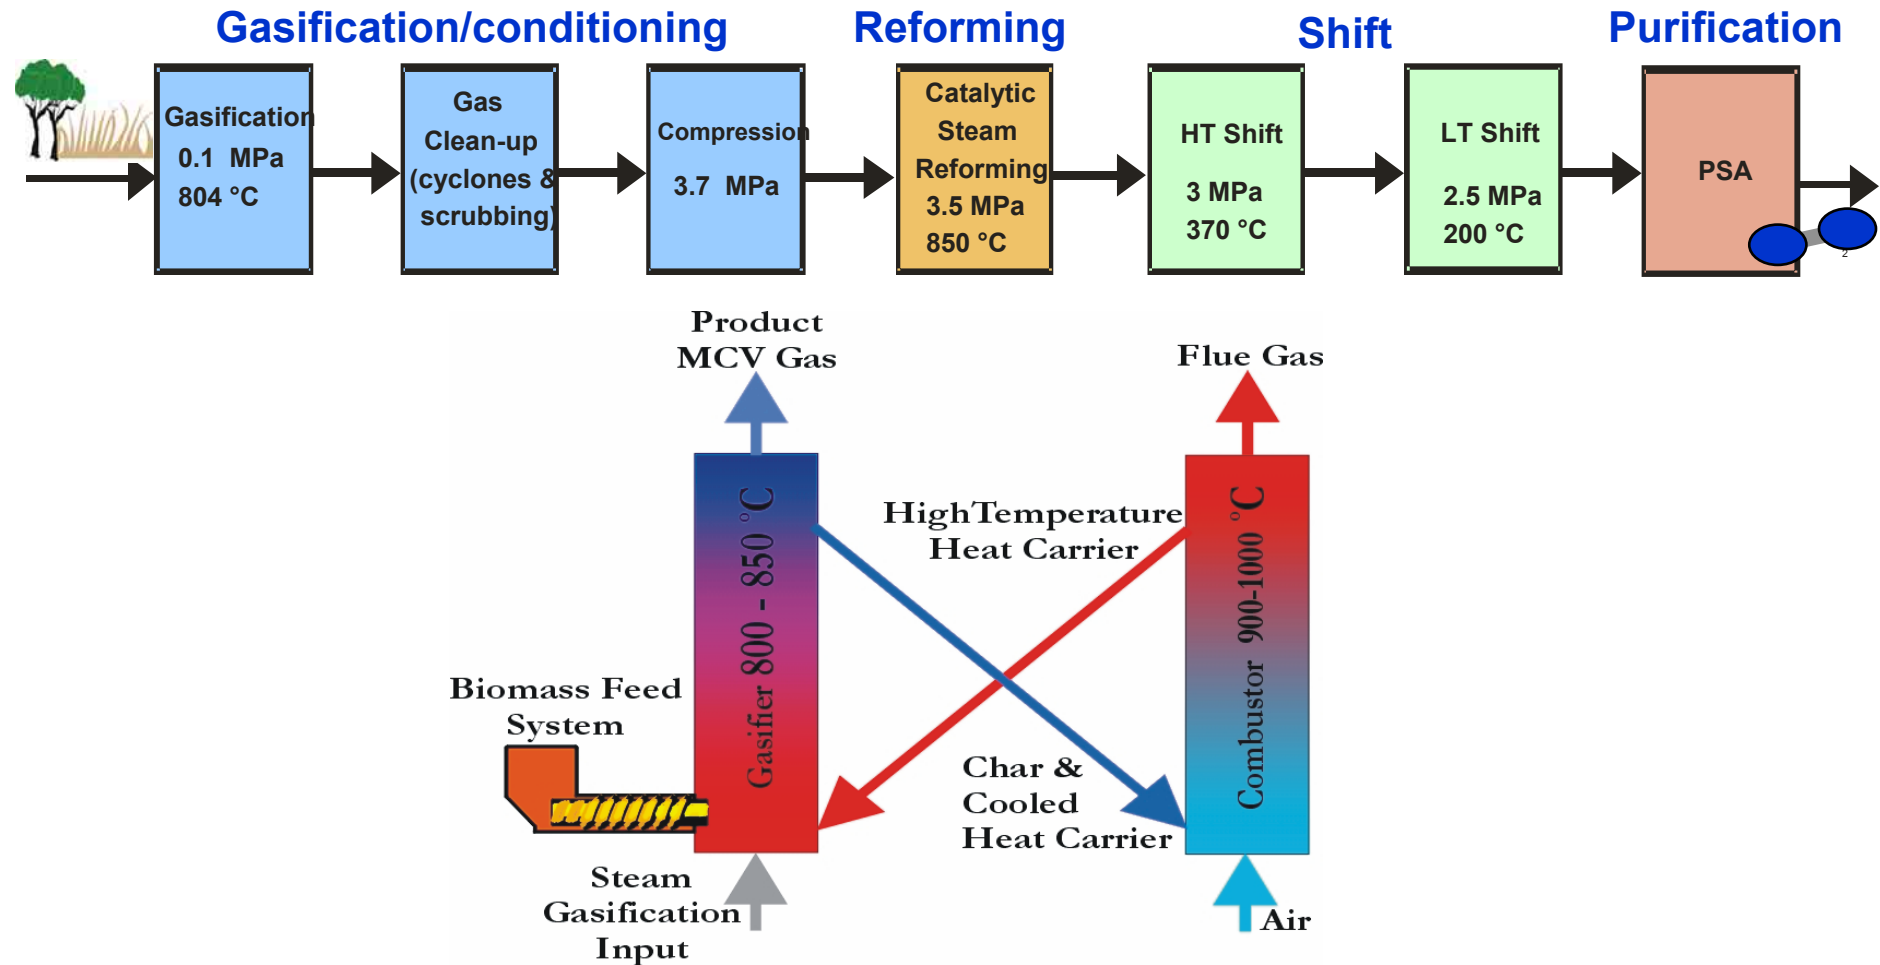 Gasification/conditioning
Reforming
Shift
Purification
Gasification
0.1 MPa
804 °C
Gas
Clean-up
(cyclones &
scrubbing)
Compression
3.7 MPa
Catalytic
Steam
Reforming
3.5 MPa
850 °C
HT Shift
3 MPa
370 °C
LT Shift
2.5 MPa
200 °C
PSA
2
Product
MCV Gas
Flue Gas
Gasifier 800 - 850 °C
HighTemperature
Heat Carrier
Combustor 900-1000 °C
Biomass Feed
System
Char &
Cooled
Heat Carrier
Steam
Gasification
Input
Air